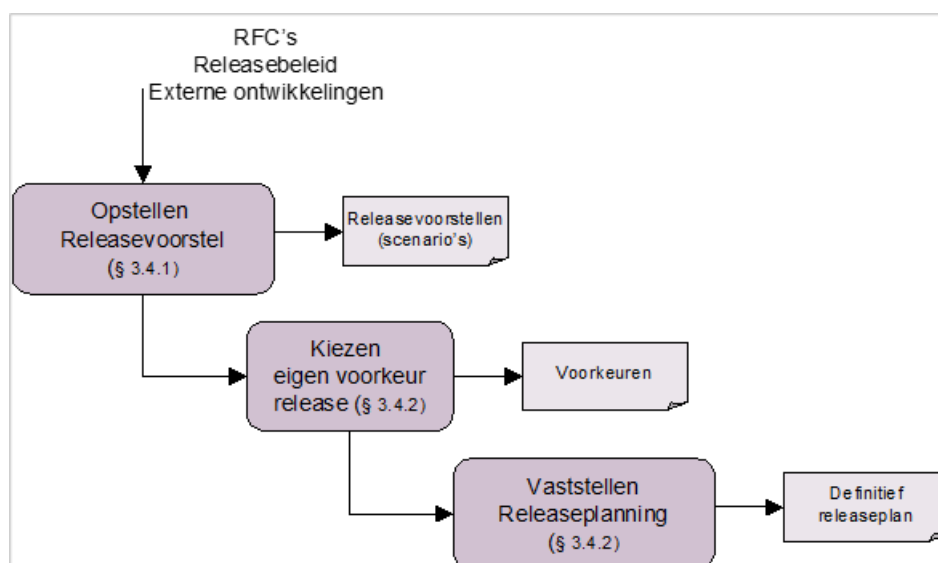 RFC's
Releasebeleid
Externe ontwikkelingen
Opstellen
Releasevoorstel
(§ 3.4.1)
Releasevoorstellen
(scenario's)
Kiezen
eigen voorkeur
release (§ 3.4.2)
Voorkeuren
Vaststellen
Releaseplanning
(§ 3.4.2)
Definitief
releaseplan